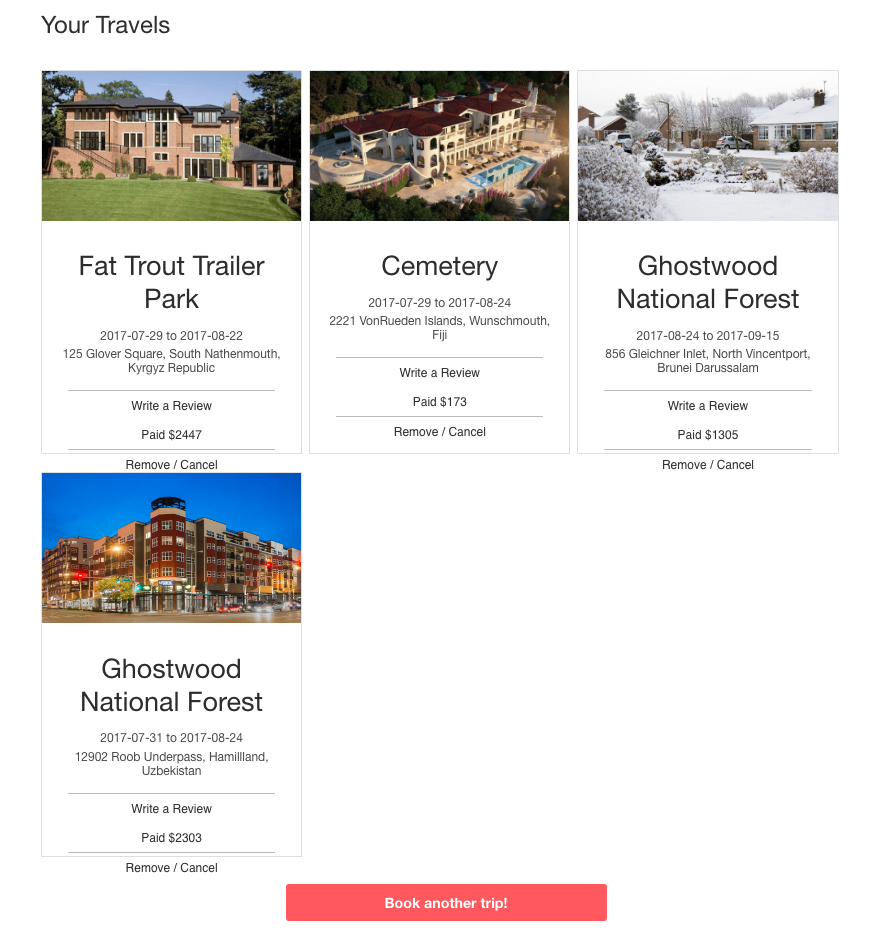 Your Travels
Fat Trout Trailer
Park
2017-07-29 to 2017-08-22
125 Glover Square, South Nathenmouth,
Kyrgyz Republic
Write a Review
Paid $2447
Remove / Cancel
Cemetery
2017-07-29 to 2017-08-24
2221 VonRueden Islands, Wunschmouth,
Fiji
Write a Review
Paid $173
Remove / Cancel
Ghostwood
National Forest
2017-08-24 to 2017-09-15
856 Gleichner Inlet, North Vincentport,
Brunei Darussalam
Write a Review
Paid $1305
Remove / Cancel
Ghostwood
National Forest
2017-07-31 to 2017-08-24
12902 Roob Underpass, Hamillland,
Uzbekistan
Write a Review
Paid $2303
Remove / Cancel
Book another trip!